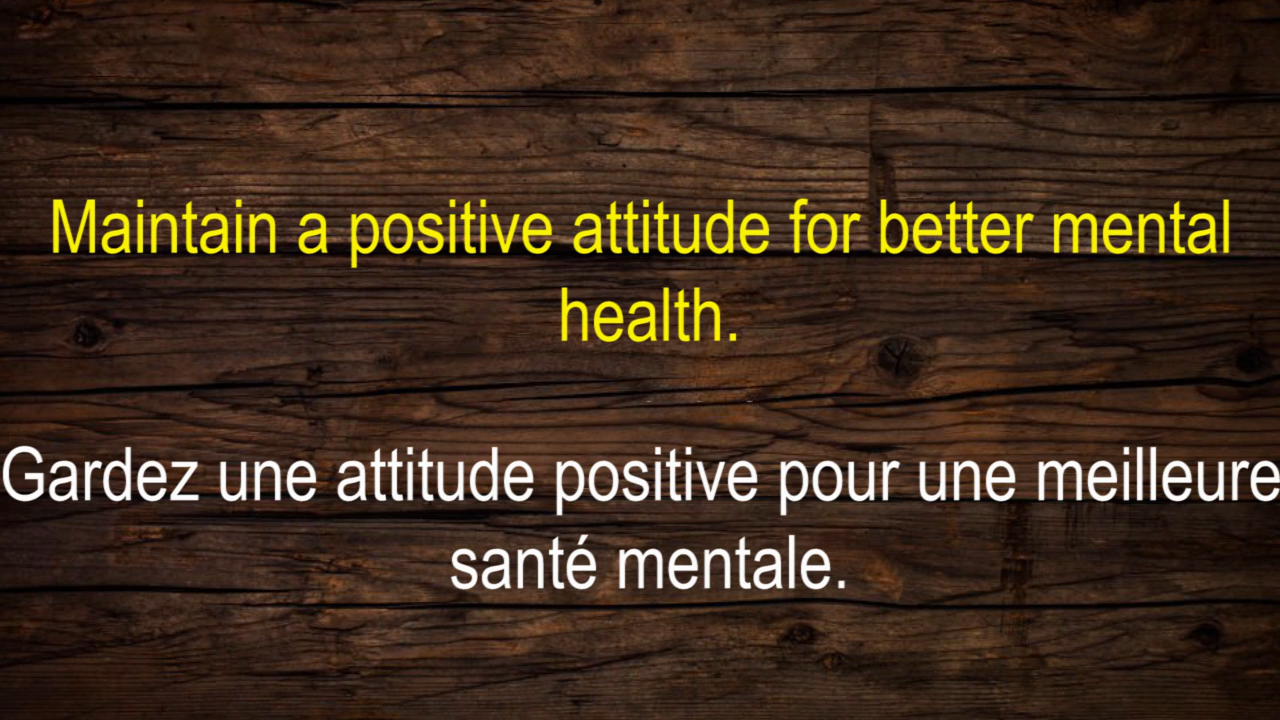 Maintain a positive attitude for better mental
health.
Gardez une attitude positive pour une meilleure
santé mentale.